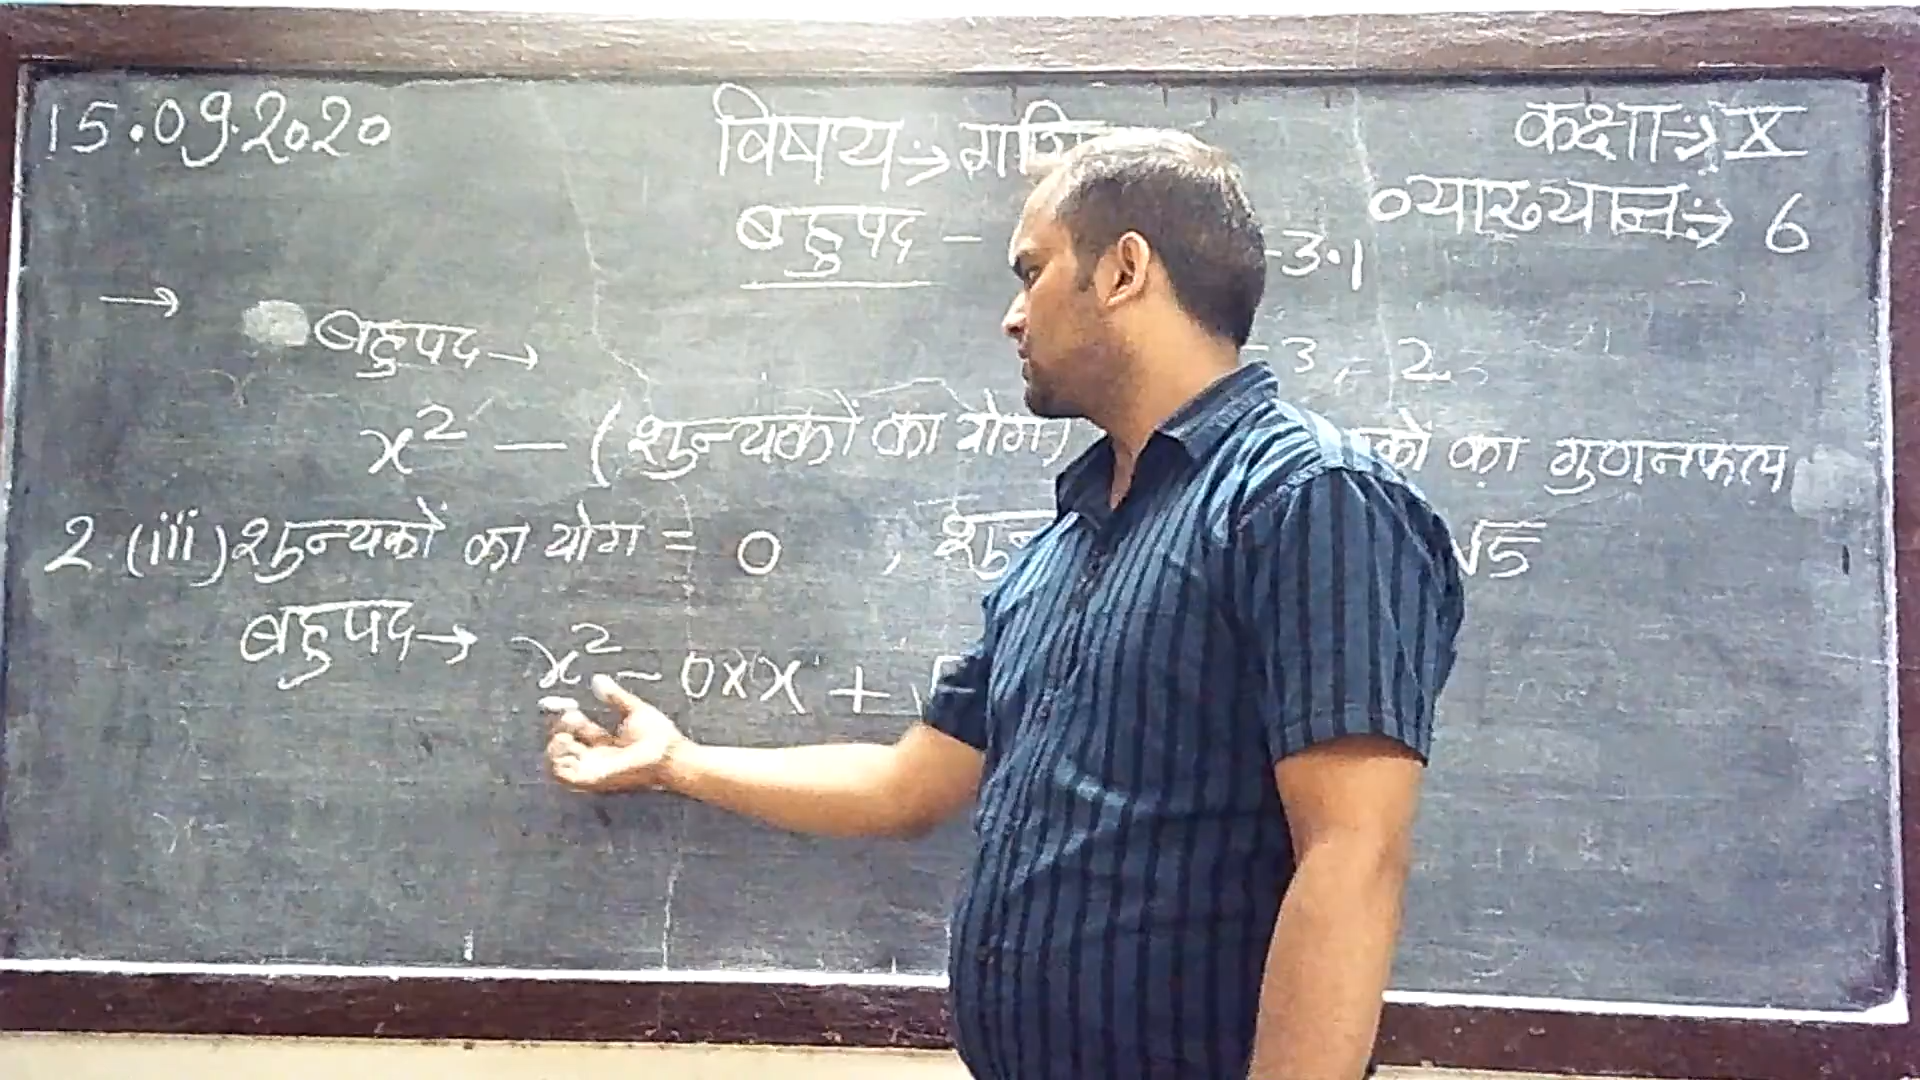 15.09.2020
विषय→
कक्षा→ X
बहुपद - -3.1
व्याख्यान→ 6
→ बहुपद→
-3, 2
x² - (शुन्यकों का योग) कों का गुणनफल
2.(iii) शुन्यकों का योग = 0 , √5
बहुपद→ x² - 0×x +